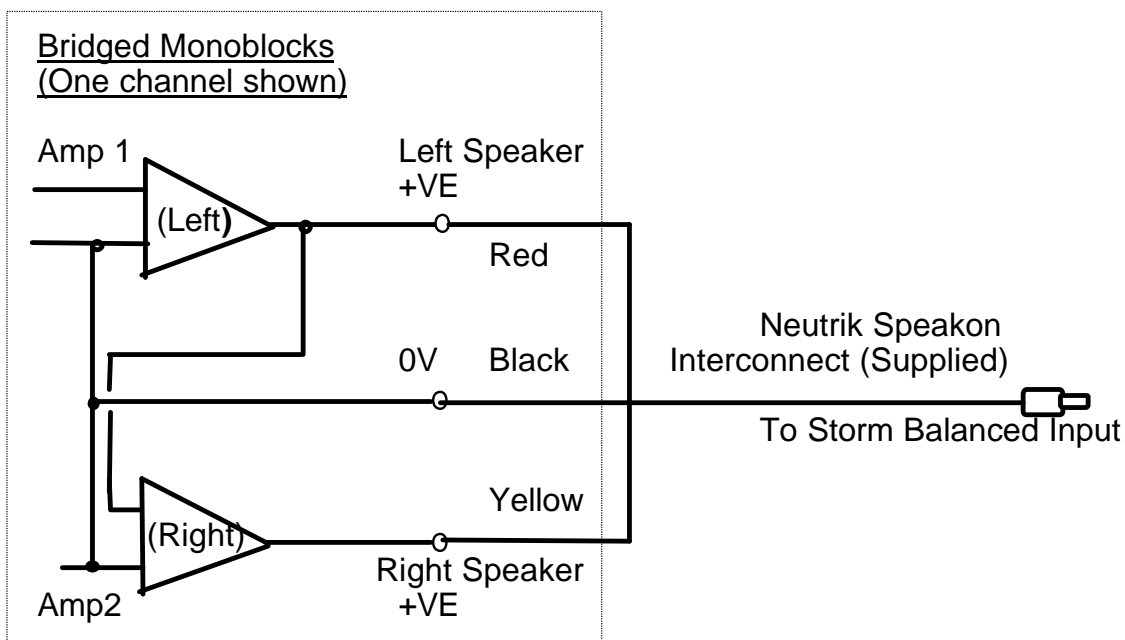 Bridged Monoblocks
(One channel shown)
Amp 1
Left Speaker
+VE
(Left)
Red
Neutrik Speakon
Interconnect (Supplied)
0V
Black
To Storm Balanced Input
Yellow
(Right)
Right Speaker
+VE
Amp2